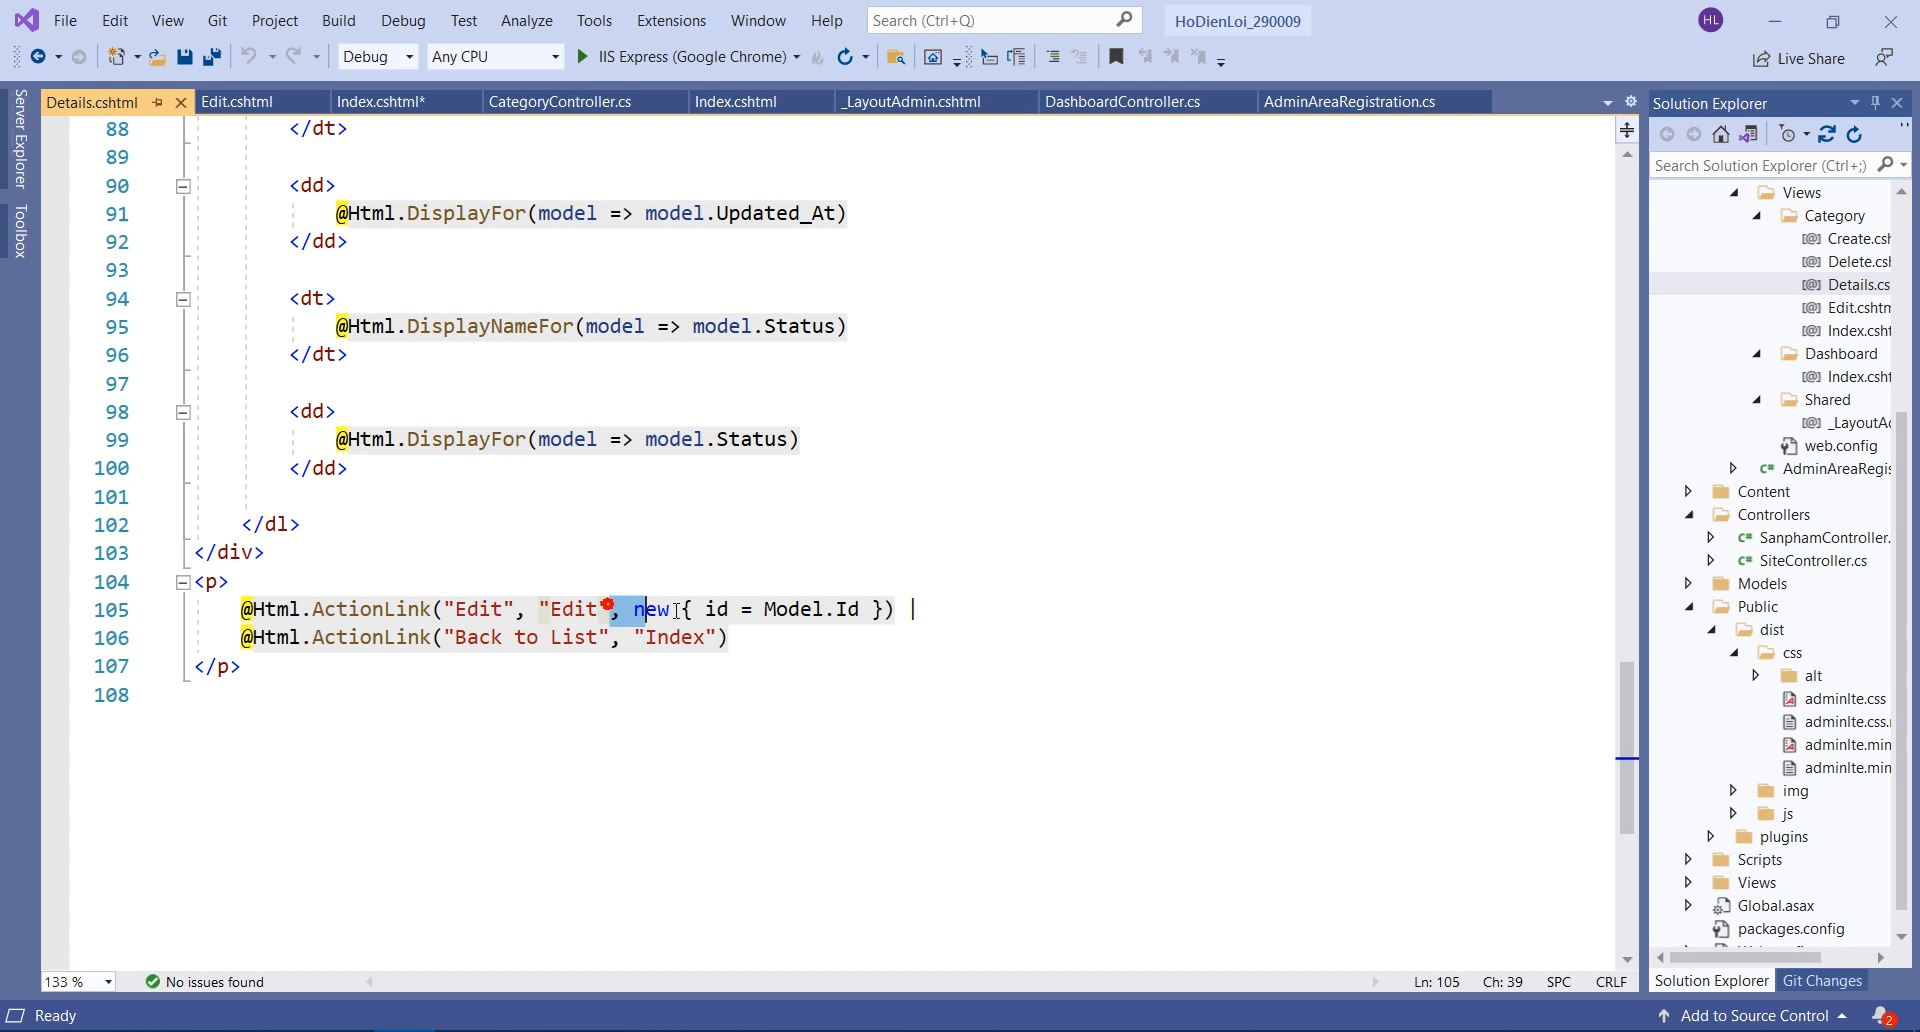 File Edit View Git Project Build Debug Test Analyze Tools Extensions Window Help Search (Ctrl+Q) HoDienLoi_290009 HL
Debug Any CPU IIS Express (Google Chrome) Live Share
Server Explorer
Toolbox
Details.cshtml Edit.cshtml Index.cshtml* CategoryController.cs Index.cshtml _LayoutAdmin.cshtml DashboardController.cs AdminAreaRegistration.cs
88 </dt>
89
90 <dd>
91 @Html.DisplayFor(model => model.Updated_At)
92 </dd>
93
94 <dt>
95 @Html.DisplayNameFor(model => model.Status)
96 </dt>
97
98 <dd>
99 @Html.DisplayFor(model => model.Status)
100 </dd>
101
102 </dl>
103 </div>
104 <p>
105 @Html.ActionLink("Edit", "Edit", new { id = Model.Id }) |
106 @Html.ActionLink("Back to List", "Index")
107 </p>
108
133 % No issues found Ln: 105 Ch: 39 SPC CRLF
Solution Explorer
Search Solution Explorer (Ctrl+;)
Views
Category
Create.csh
Delete.csh
Details.cs
Edit.cshtm
Index.csht
Dashboard
Index.csht
Shared
_LayoutA
web.config
C# AdminAreaRegis
Content
Controllers
C# SanphamController.
C# SiteController.cs
Models
Public
dist
css
alt
adminlte.css
adminlte.css.
adminlte.min
adminlte.min
img
js
plugins
Scripts
Views
Global.asax
packages.config
Solution Explorer Git Changes
Ready Add to Source Control 2